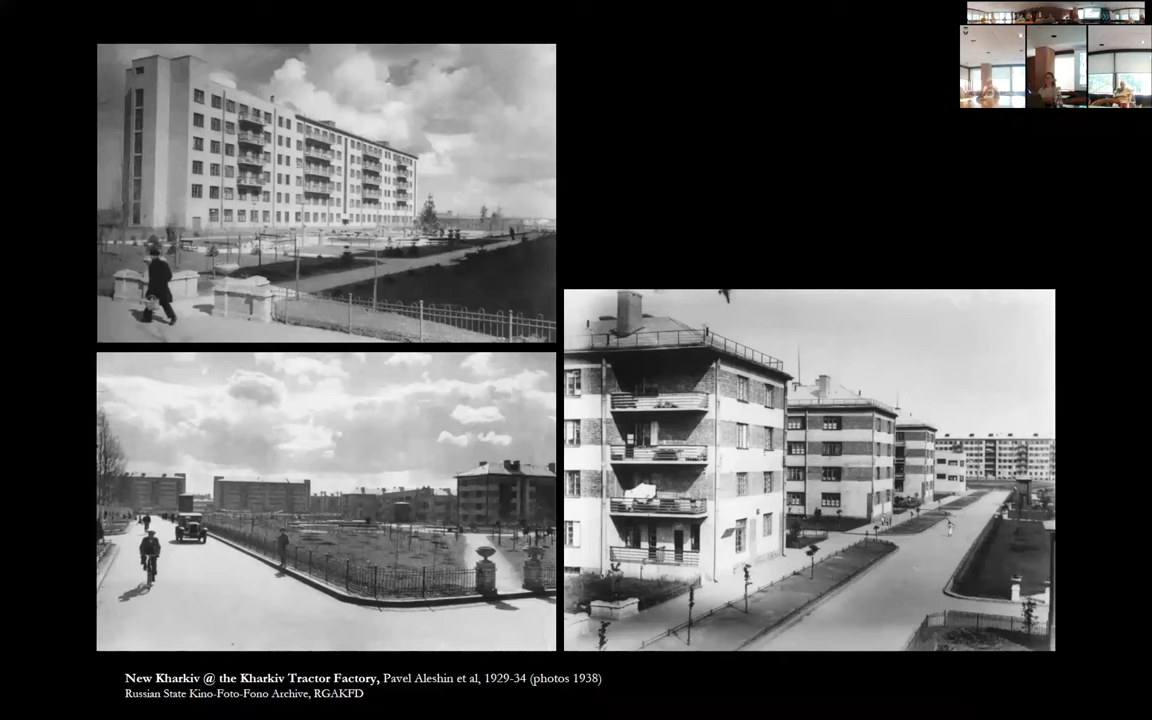 New Kharkiv @ the Kharkiv Tractor Factory, Pavel Aleshin et al, 1929-34 (photos 1938)
Russian State Kino-Foto-Fono Archive, RGAKFD